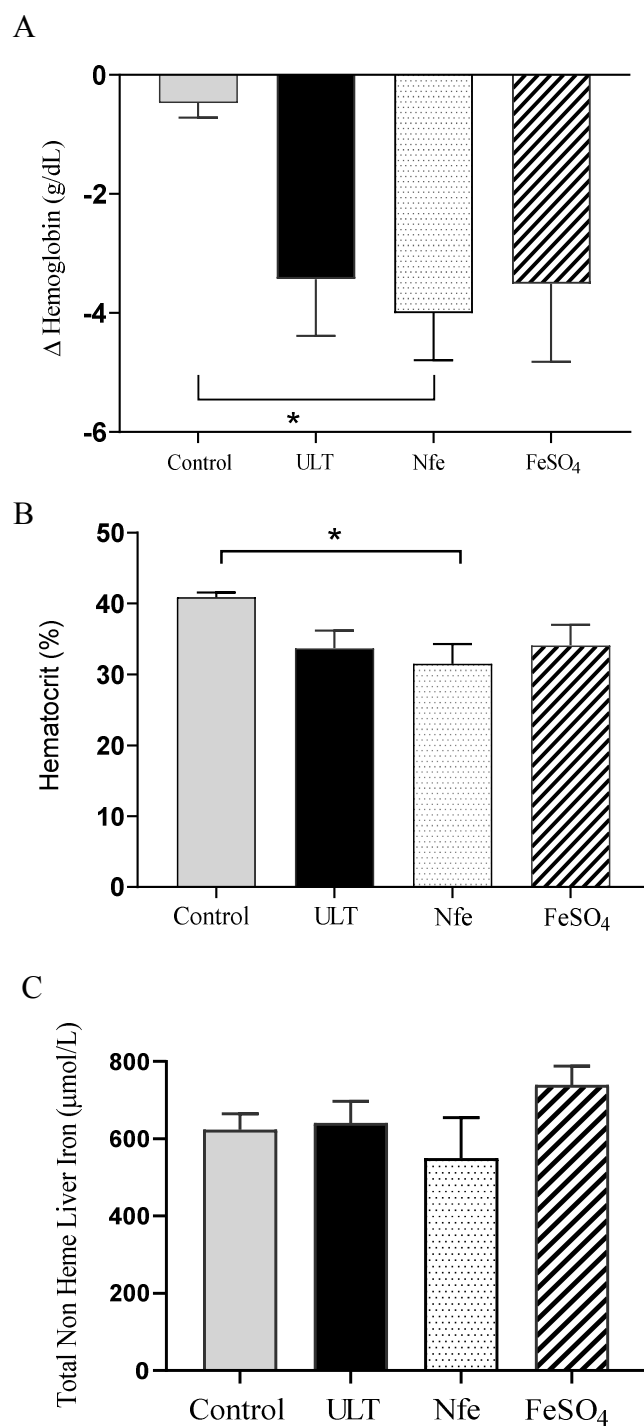 A
0
-2
-4
-6
Δ Hemoglobin (g/dL)
*
Control ULT Nfe FeSO₄
B
50
40
30
20
10
0
Hematocrit (%)
*
Control ULT Nfe FeSO₄
C
800
600
400
200
0
Total Non Heme Liver Iron (μmol/L)
Control ULT Nfe FeSO₄